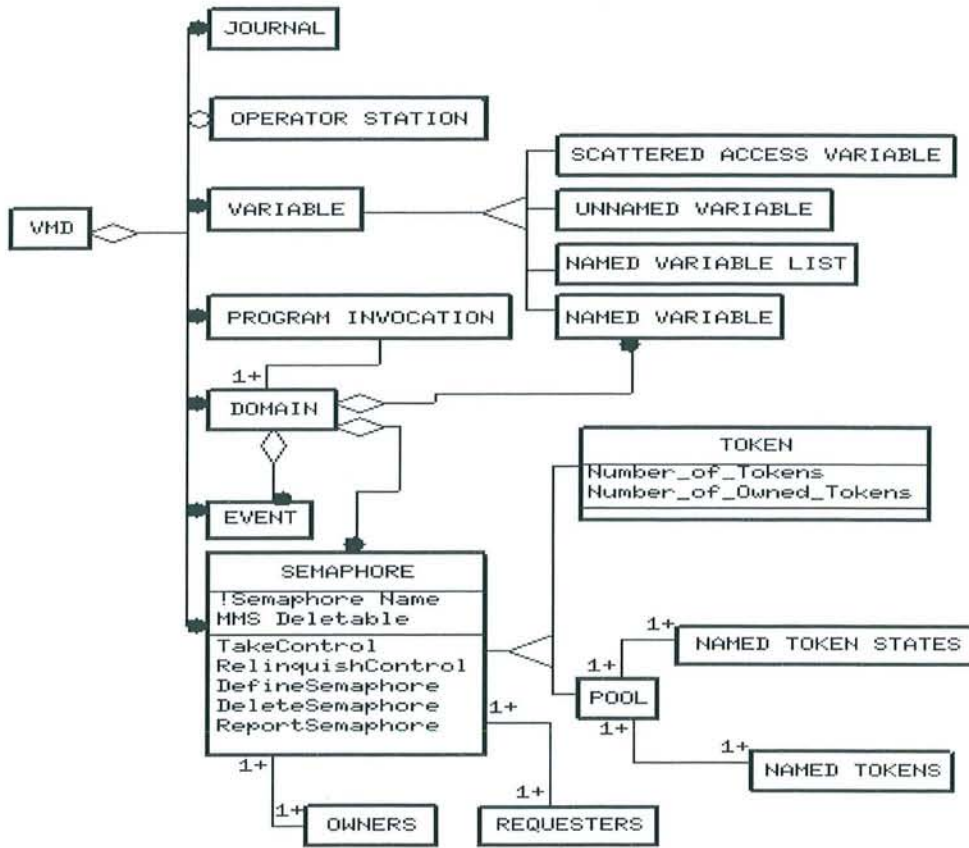 JOURNAL
OPERATOR STATION
SCATTERED ACCESS VARIABLE
VARIABLE
UNNAMED VARIABLE
VMD
NAMED VARIABLE LIST
PROGRAM INVOCATION
NAMED VARIABLE
1+
DOMAIN
TOKEN
Number_of_Tokens
Number_of_Owned_Tokens
EVENT
SEMAPHORE
!Semaphore Name
MMS Deletable
TakeControl
RelinquishControl
DefineSemaphore
DeleteSemaphore
ReportSemaphore
1+
NAMED TOKEN STATES
1+
POOL
1+
1+
1+
NAMED TOKENS
1+
1+
OWNERS
1+
REQUESTERS